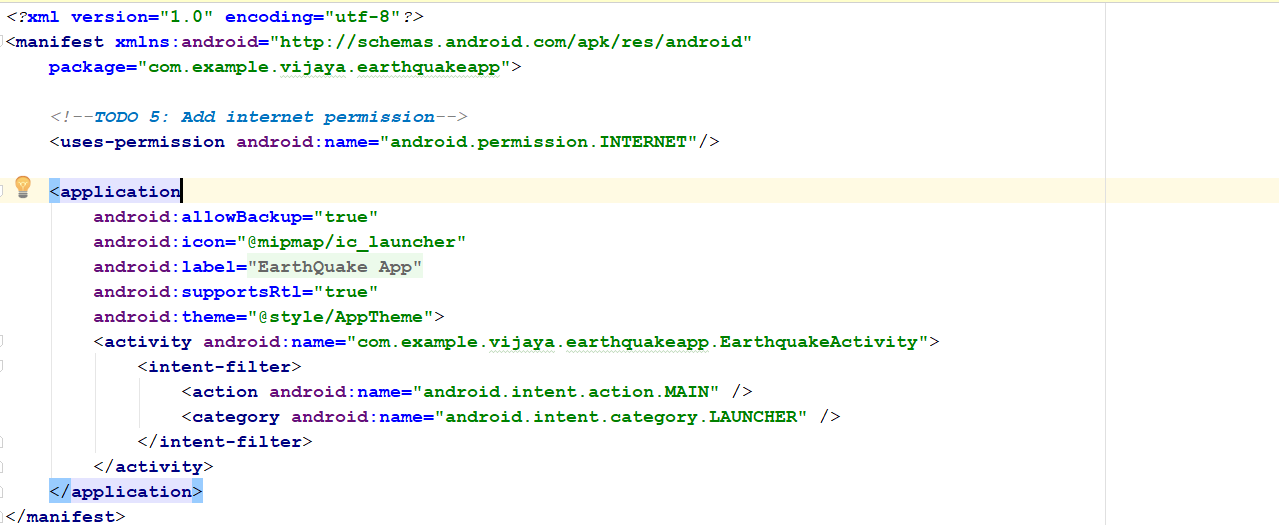 <?xml version="1.0" encoding="utf-8"?>
<manifest xmlns:android="http://schemas.android.com/apk/res/android"
    package="com.example.vijaya.earthquakeapp">
    <!--TODO 5: Add internet permission-->
    <uses-permission android:name="android.permission.INTERNET"/>
    <application
        android:allowBackup="true"
        android:icon="@mipmap/ic_launcher"
        android:label="EarthQuake App"
        android:supportsRtl="true"
        android:theme="@style/AppTheme">
        <activity android:name="com.example.vijaya.earthquakeapp.EarthquakeActivity">
            <intent-filter>
                <action android:name="android.intent.action.MAIN" />
                <category android:name="android.intent.category.LAUNCHER" />
            </intent-filter>
        </activity>
    </application>
</manifest>